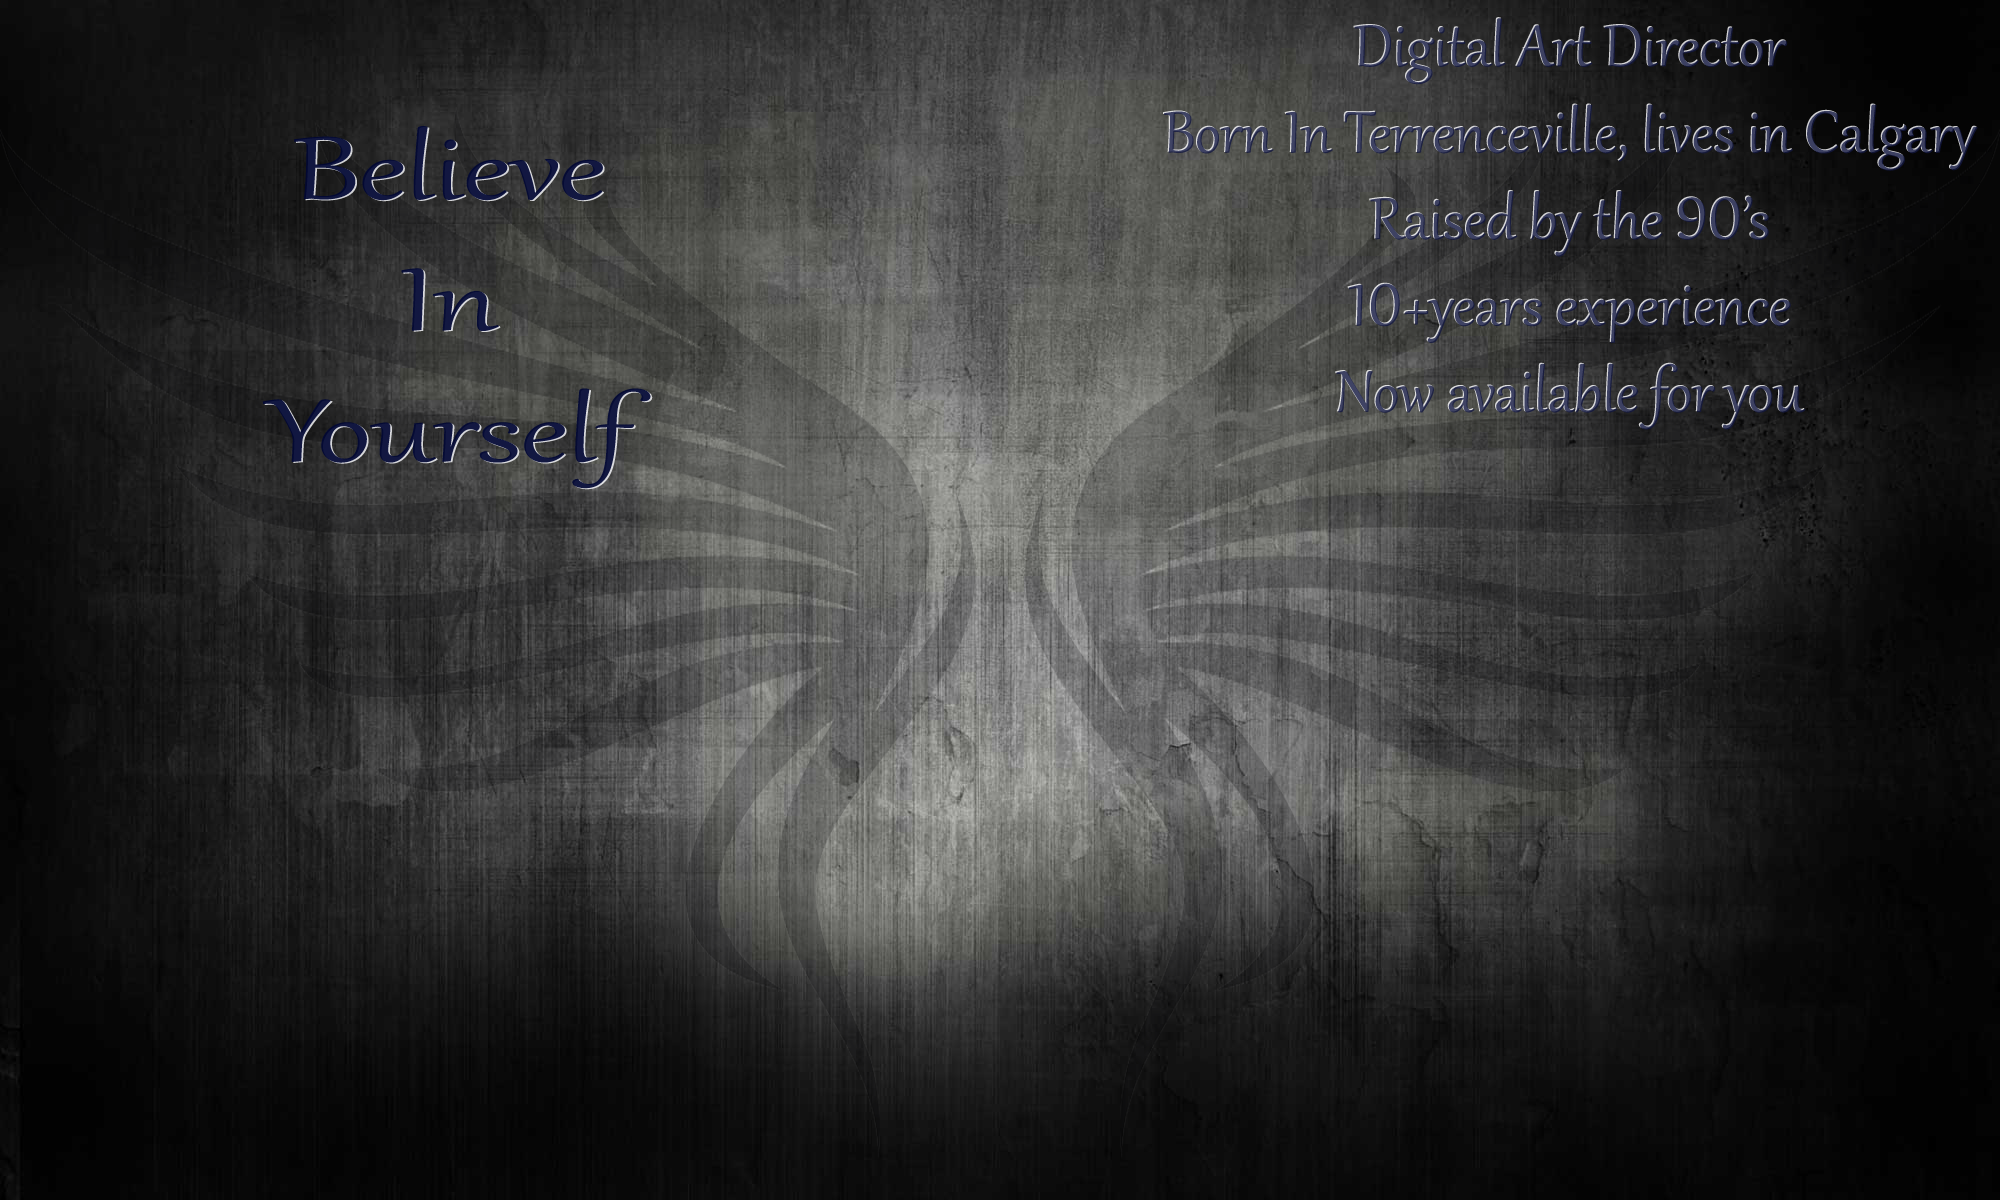 Believe
In
Yourself
Digital Art Director
Born In Terrenceville, lives in Calgary
Raised by the 90's
10+years experience
Now available for you